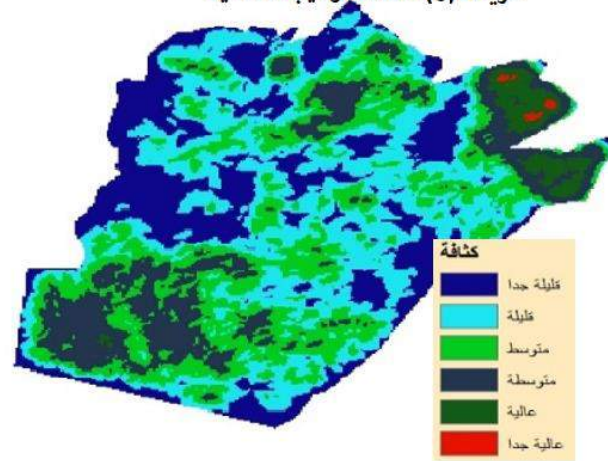 كثافة
قليلة جدا
قليلة
متوسط
متوسطة
عالية
عالية جدا